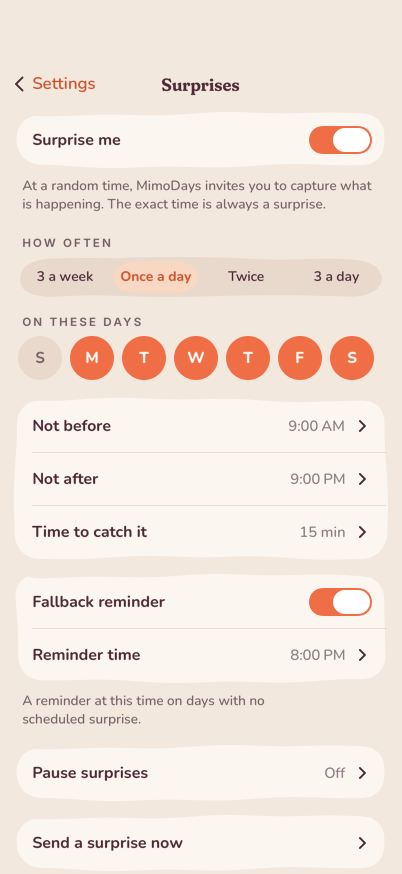 Settings
Surprises
Surprise me
At a random time, MimoDays invites you to capture what
is happening. The exact time is always a surprise.
HOW OFTEN
3 a week Once a day Twice 3 a day
ON THESE DAYS
S M T W T F S
Not before 9:00 AM
Not after 9:00 PM
Time to catch it 15 min
Fallback reminder
Reminder time 8:00 PM
A reminder at this time on days with no
scheduled surprise.
Pause surprises Off
Send a surprise now